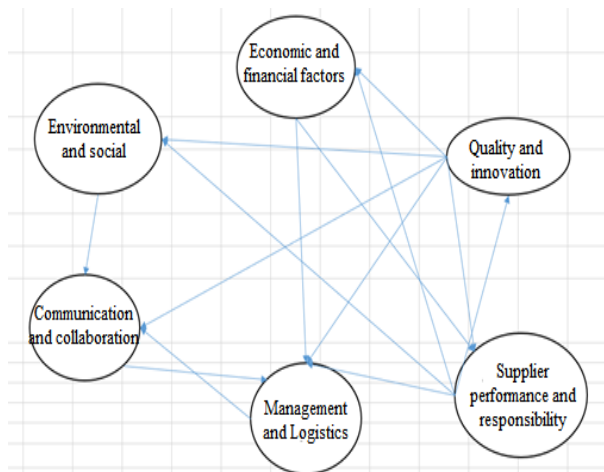 Economic and
financial factors
Environmental
and social
Quality and
innovation
Communication
and collaboration
Supplier
performance and
responsibility
Management
and Logistics